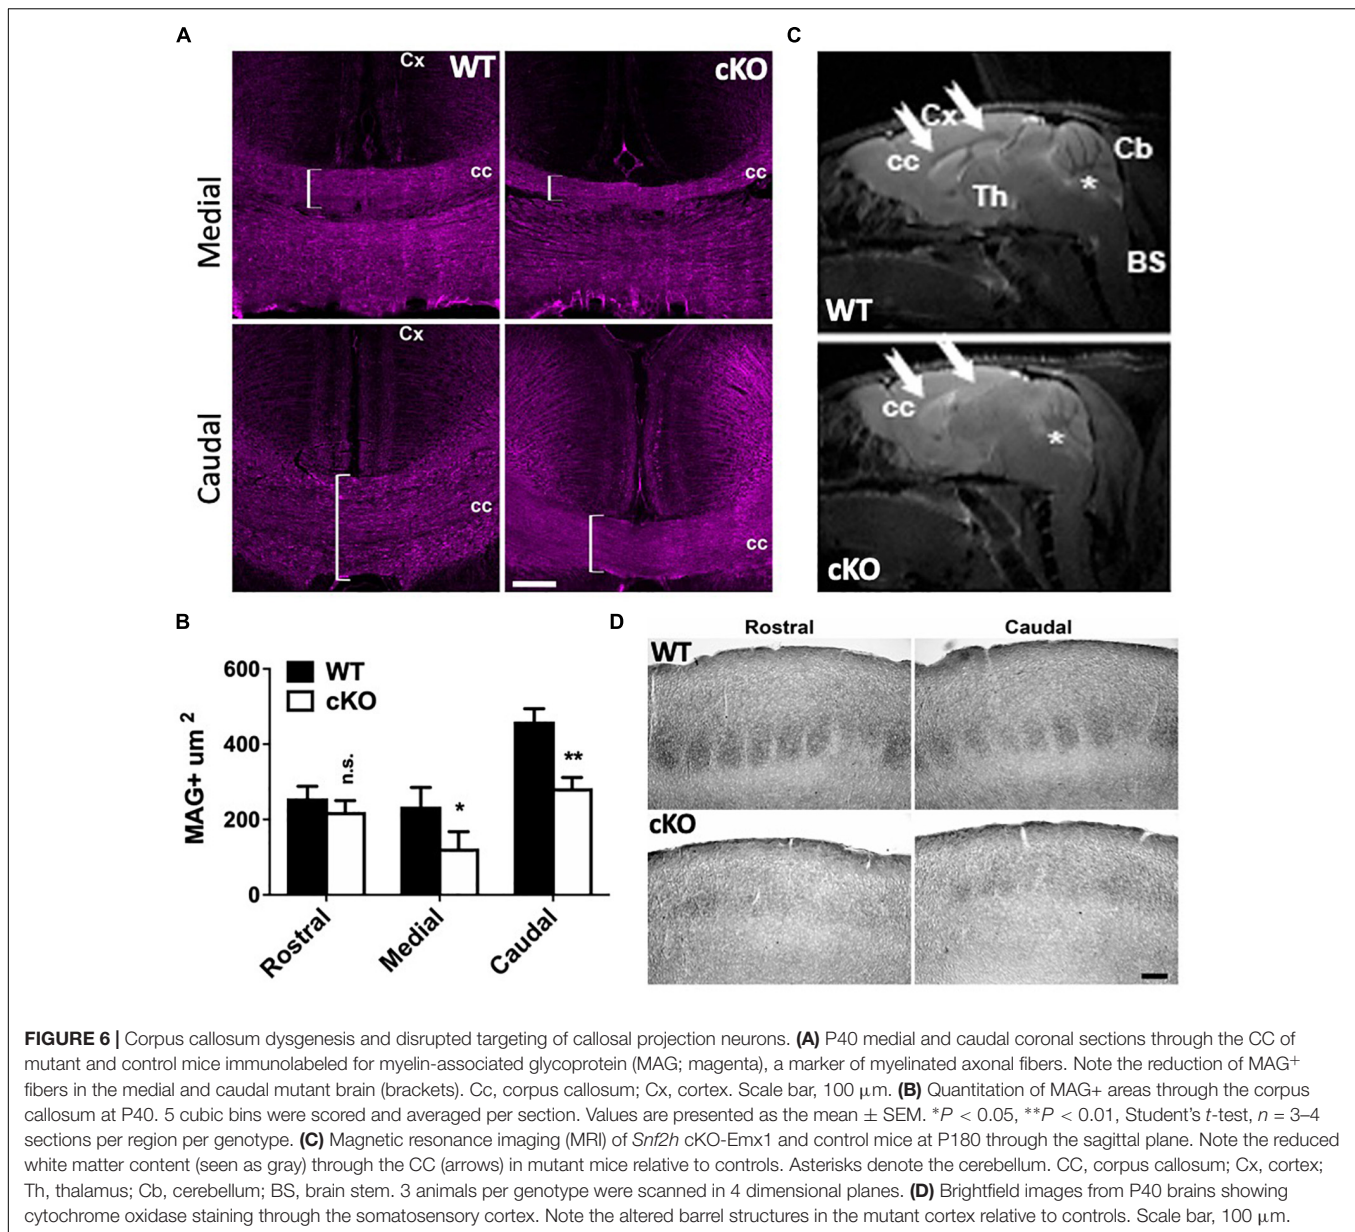 A
Cx
WT
cKO
cc
cc
Medial
Cx
cc
cc
Caudal
C
Cx
cc
Th
Cb
*
BS
WT
cc
*
cKO
B
600
400
200
0
MAG+ um 2
WT
cKO
n.s.
*
**
Rostral
Medial
Caudal
D
Rostral
Caudal
WT
cKO
FIGURE 6 | Corpus callosum dysgenesis and disrupted targeting of callosal projection neurons. (A) P40 medial and caudal coronal sections through the CC of
mutant and control mice immunolabeled for myelin-associated glycoprotein (MAG; magenta), a marker of myelinated axonal fibers. Note the reduction of MAG+
fibers in the medial and caudal mutant brain (brackets). Cc, corpus callosum; Cx, cortex. Scale bar, 100 μm. (B) Quantitation of MAG+ areas through the corpus
callosum at P40. 5 cubic bins were scored and averaged per section. Values are presented as the mean ± SEM. *P < 0.05, **P < 0.01, Student's t-test, n = 3–4
sections per region per genotype. (C) Magnetic resonance imaging (MRI) of Snf2h cKO-Emx1 and control mice at P180 through the sagittal plane. Note the reduced
white matter content (seen as gray) through the CC (arrows) in mutant mice relative to controls. Asterisks denote the cerebellum. CC, corpus callosum; Cx, cortex;
Th, thalamus; Cb, cerebellum; BS, brain stem. 3 animals per genotype were scanned in 4 dimensional planes. (D) Brightfield images from P40 brains showing
cytochrome oxidase staining through the somatosensory cortex. Note the altered barrel structures in the mutant cortex relative to controls. Scale bar, 100 μm.